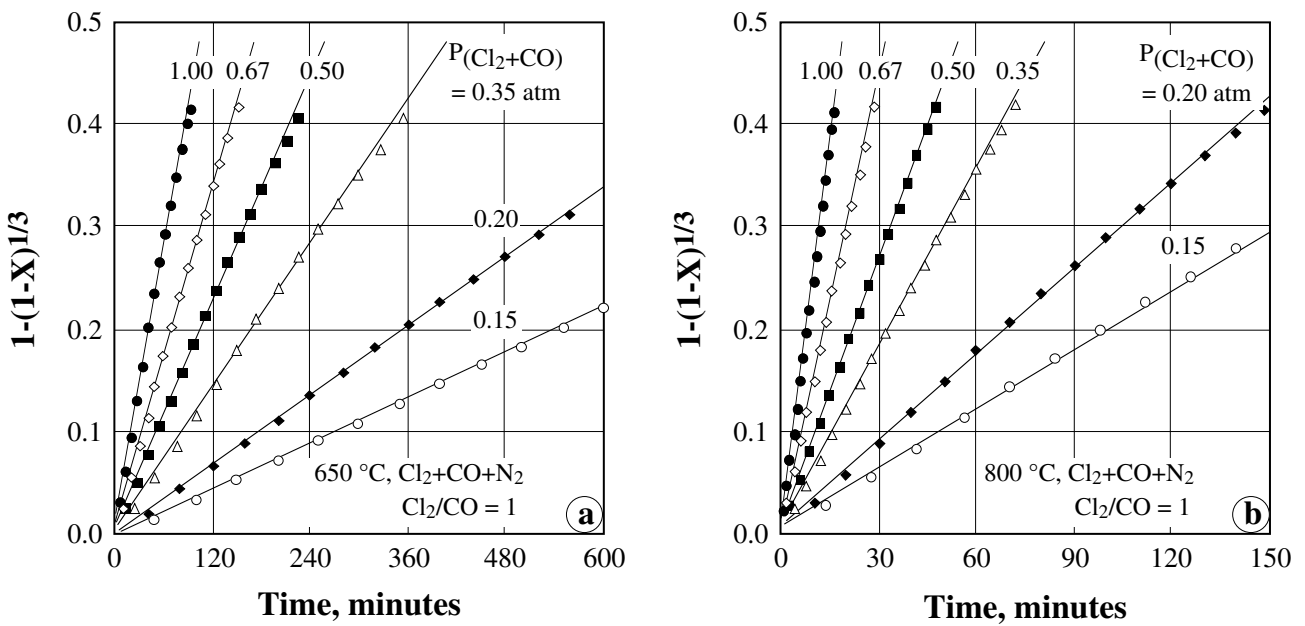 0.5
0.4
0.3
0.2
0.1
0.0
1-(1-X)1/3
0 120 240 360 480 600
Time, minutes
1.00 0.67 0.50
P(Cl2+CO)
= 0.35 atm
0.20
0.15
650 °C, Cl2+CO+N2
Cl2/CO = 1
a
0.5
0.4
0.3
0.2
0.1
0.0
1-(1-X)1/3
0 30 60 90 120 150
Time, minutes
1.00 0.67 0.50 0.35
P(Cl2+CO)
= 0.20 atm
0.15
800 °C, Cl2+CO+N2
Cl2/CO = 1
b